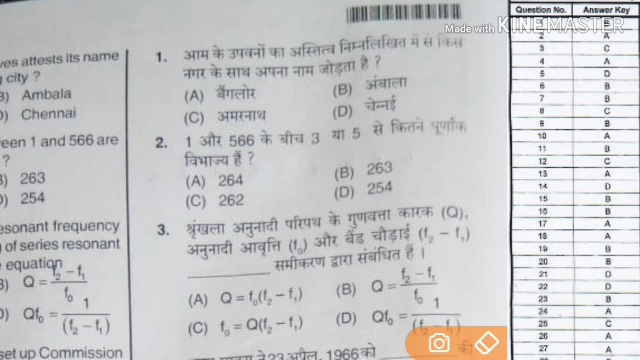 Made with KINEMASTER
ves attests its name
city ?
B) Ambala
D) Chennai
een 1 and 566 are
?
B) 263
D) 254
esonant frequency
) of series resonant
equation
B) Q = f₂ – f₁ / f₀
D) Qf₀ = 1 / (f₂ – f₁)
set up Commission
1. आम के उपवनों का अस्तित्व निम्नलिखित में से किस
नगर के साथ अपना नाम जोड़ता है ?
(A) बैंगलोर (B) अंबाला
(C) अमरनाथ (D) चेन्नई
2. 1 और 566 के बीच 3 या 5 से कितने पूर्णांक
विभाज्य हैं ?
(A) 264 (B) 263
(C) 262 (D) 254
3. श्रृंखला अनुनादी परिपथ के गुणवत्ता कारक (Q),
अनुनादी आवृत्ति (f₀) और बैंड चौड़ाई (f₂ – f₁)
समीकरण द्वारा संबंधित हैं ।
(A) Q = f₀(f₂ – f₁) (B) Q = f₂ – f₁ / f₀
(C) f₀ = Q(f₂ – f₁) (D) Qf₀ = 1 / (f₂ – f₁)
23 अप्रैल, 1966 को की
Question No. Answer Key
2 A
3 C
4 A
5 D
6 B
7 B
8 C
9 B
10 A
11 B
12 C
13 A
14 D
15 B
16 B
17 A
18 A
19 B
20 B
21 D
22 D
23 B
24 A
25 C
26 A
27 A